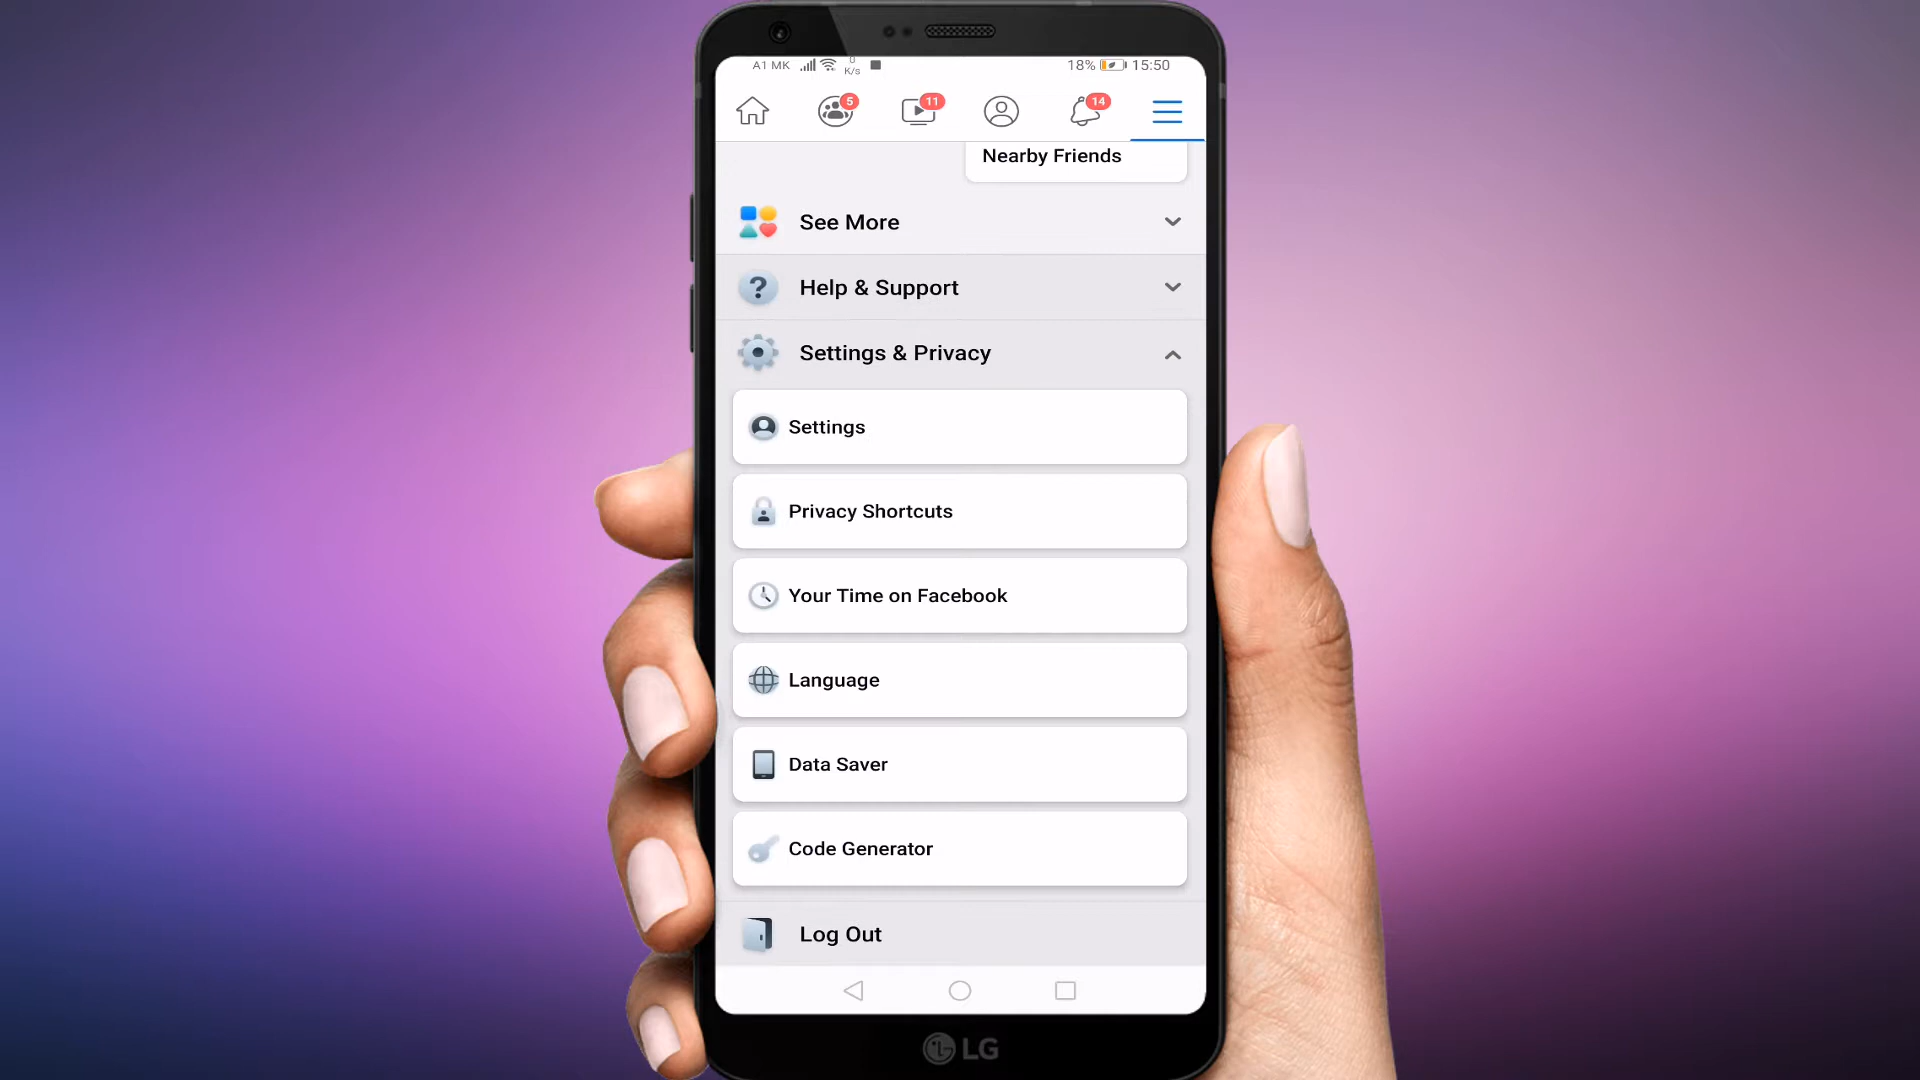 A1 MK 0 K/s 18% 15:50
5 11 14
Nearby Friends
See More
Help & Support
Settings & Privacy
Settings
Privacy Shortcuts
Your Time on Facebook
Language
Data Saver
Code Generator
Log Out
LG